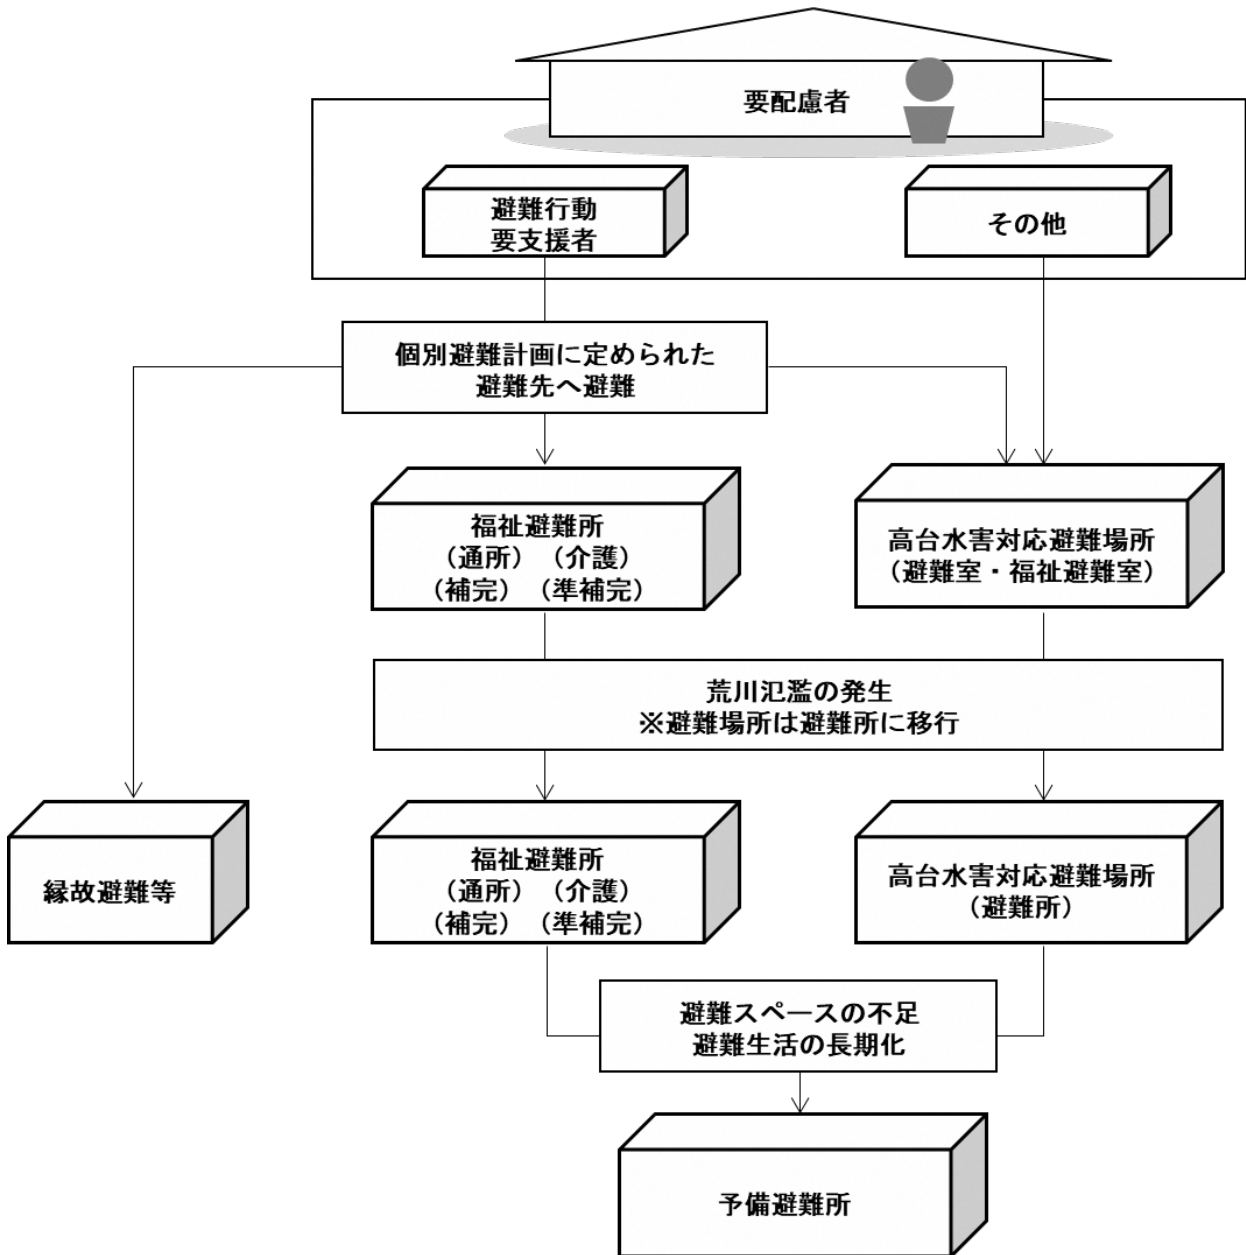 要配慮者
避難行動
要支援者
その他
個別避難計画に定められた
避難先へ避難
福祉避難所
(通所) (介護)
(補完) (準補完)
高台水害対応避難場所
(避難室・福祉避難室)
荒川氾濫の発生
※避難場所は避難所に移行
縁故避難等
福祉避難所
(通所) (介護)
(補完) (準補完)
高台水害対応避難場所
(避難所)
避難スペースの不足
避難生活の長期化
予備避難所